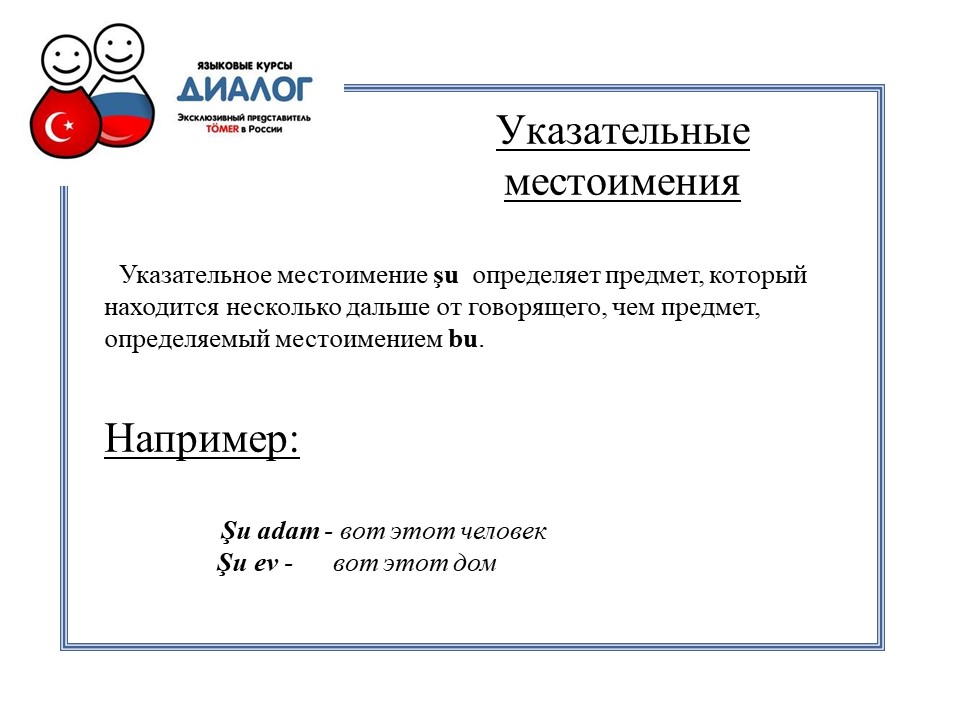 ЯЗЫКОВЫЕ КУРСЫ
ДИАЛОГ
Эксклюзивный представитель
TÖMER в России
Указательные
местоимения
Указательное местоимение şu определяет предмет, который
находится несколько дальше от говорящего, чем предмет,
определяемый местоимением bu.
Например:
Şu adam - вот этот человек
Şu ev - вот этот дом